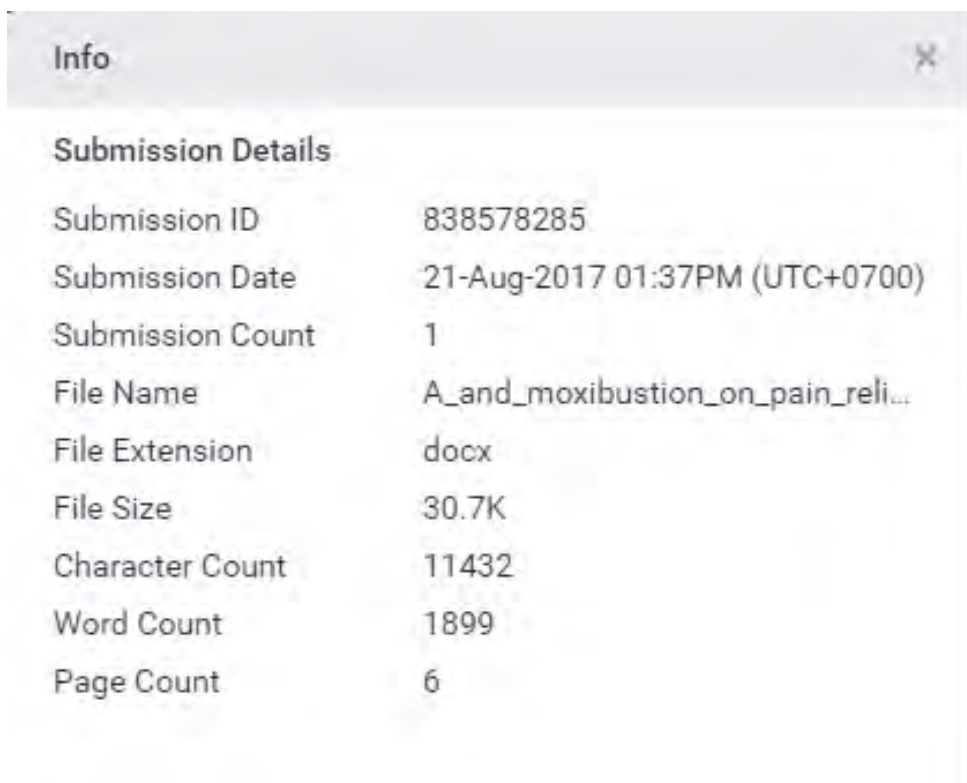 Info ×
Submission Details
Submission ID 838578285
Submission Date 21-Aug-2017 01:37PM (UTC+0700)
Submission Count 1
File Name A_and_moxibustion_on_pain_reli...
File Extension docx
File Size 30.7K
Character Count 11432
Word Count 1899
Page Count 6